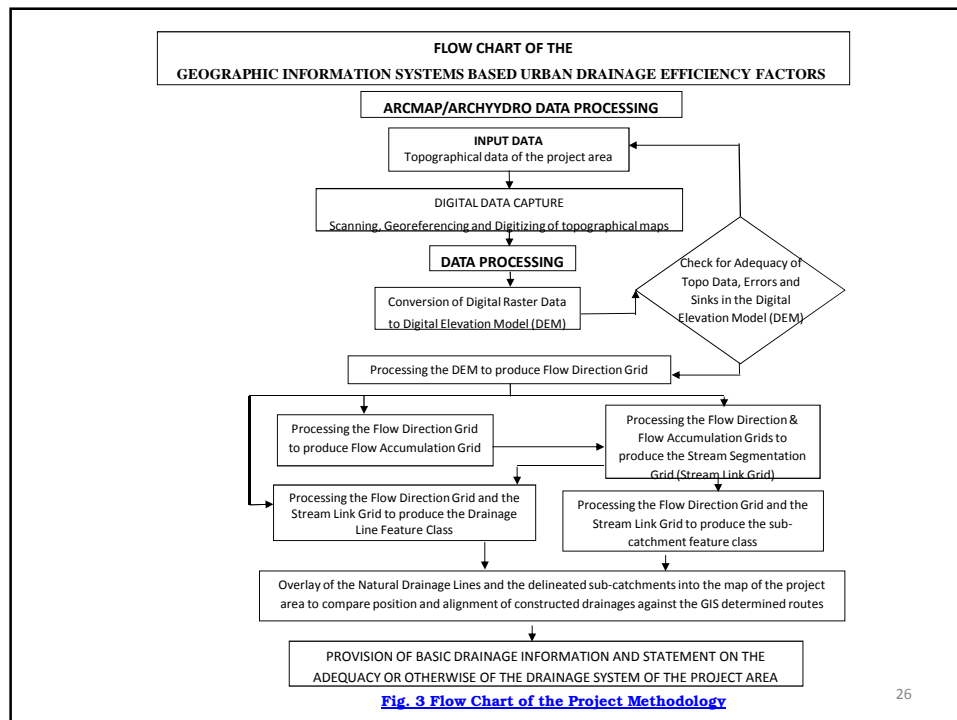 FLOW CHART OF THE
GEOGRAPHIC INFORMATION SYSTEMS BASED URBAN DRAINAGE EFFICIENCY FACTORS
ARCMAP/ARCHYYDRO DATA PROCESSING
INPUT DATA
Topographical data of the project area
DIGITAL DATA CAPTURE
Scanning, Georeferencing and Digitizing of topographical maps
DATA PROCESSING
Conversion of Digital Raster Data
to Digital Elevation Model (DEM)
Check for Adequacy of
Topo Data, Errors and
Sinks in the Digital
Elevation Model (DEM)
Processing the DEM to produce Flow Direction Grid
Processing the Flow Direction Grid
to produce Flow Accumulation Grid
Processing the Flow Direction &
Flow Accumulation Grids to
produce the Stream Segmentation
Grid (Stream Link Grid)
Processing the Flow Direction Grid and the
Stream Link Grid to produce the Drainage
Line Feature Class
Processing the Flow Direction Grid and the
Stream Link Grid to produce the sub-
catchment feature class
Overlay of the Natural Drainage Lines and the delineated sub-catchments into the map of the project
area to compare position and alignment of constructed drainages against the GIS determined routes
PROVISION OF BASIC DRAINAGE INFORMATION AND STATEMENT ON THE
ADEQUACY OR OTHERWISE OF THE DRAINAGE SYSTEM OF THE PROJECT AREA
Fig. 3 Flow Chart of the Project Methodology
26